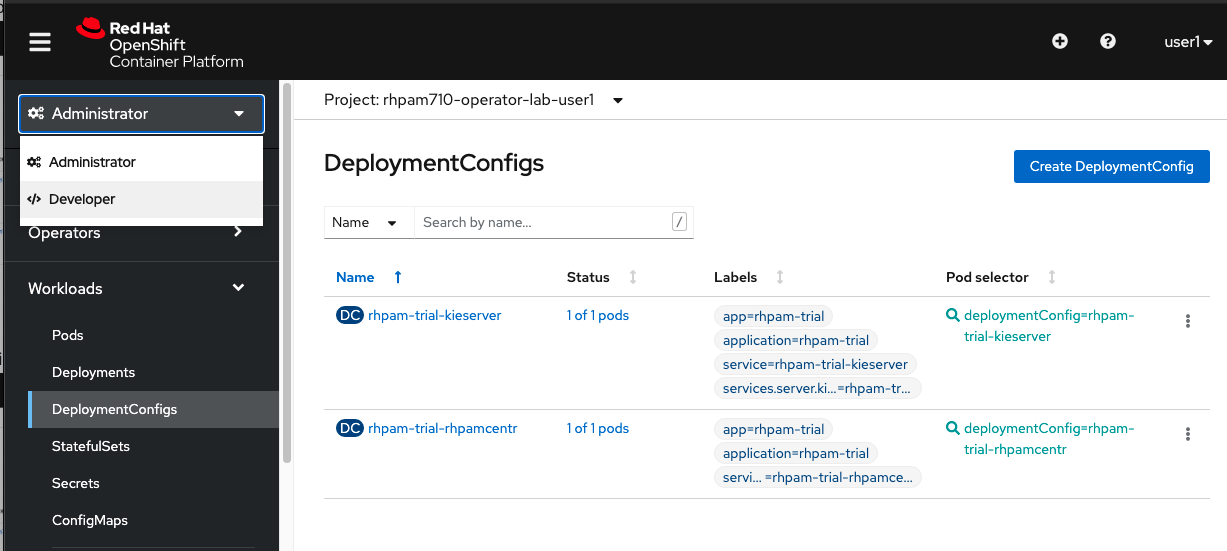 Red Hat
OpenShift
Container Platform
user1
Administrator
Administrator
Developer
Operators
Workloads
Pods
Deployments
DeploymentConfigs
StatefulSets
Secrets
ConfigMaps
Project: rhpam710-operator-lab-user1
DeploymentConfigs
Create DeploymentConfig
Name
Search by name...
/
Name
Status
Labels
Pod selector
DC rhpam-trial-kieserver
1 of 1 pods
app=rhpam-trial
application=rhpam-trial
service=rhpam-trial-kieserver
services.server.ki...=rhpam-tr...
deploymentConfig=rhpam-
trial-kieserver
DC rhpam-trial-rhpamcentr
1 of 1 pods
app=rhpam-trial
application=rhpam-trial
servi... =rhpam-trial-rhpamce...
deploymentConfig=rhpam-
trial-rhpamcentr